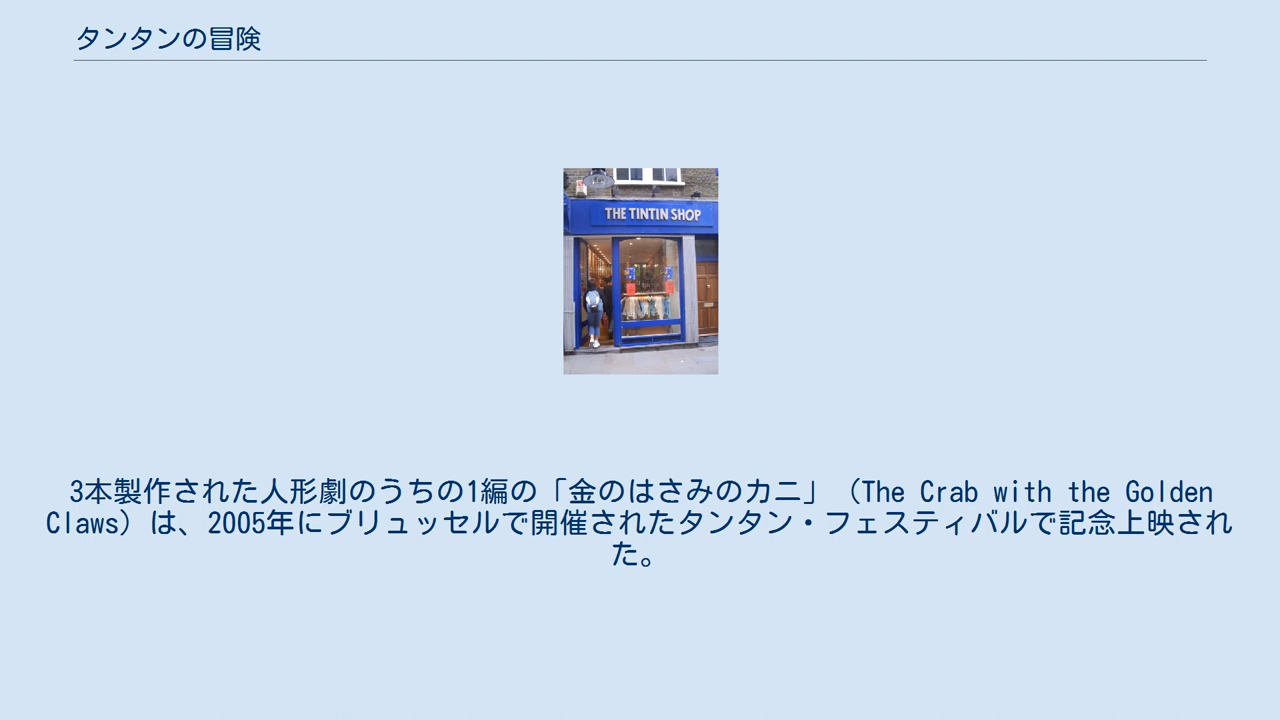 タンタンの冒険
THE TINTIN SHOP
3本製作された人形劇のうちの1編の「金のはさみのカニ」（The Crab with the Golden
Claws）は、2005年にブリュッセルで開催されたタンタン・フェスティバルで記念上映され
た。